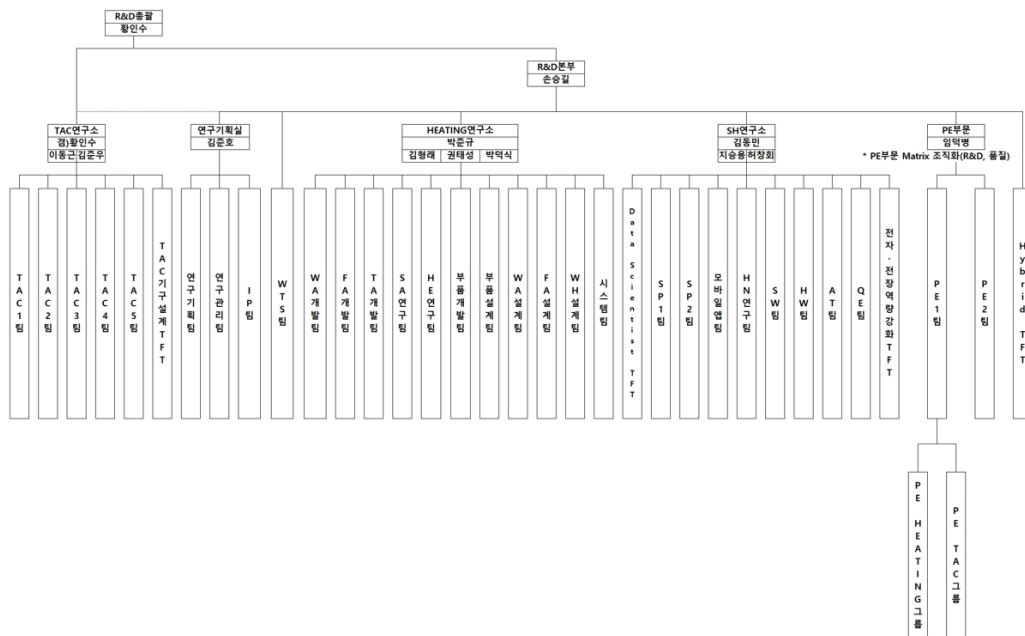 R&D총괄
황인수
R&D본부
손승길
TAC연구소
겸)황인수
이동근 김준우
연구기획실
김준호
HEATING연구소
박준규
김형래 권태성 박덕식
SH연구소
김동민
지승용 허창회
PE부문
임덕병
* PE부문 Matrix 조직화(R&D, 품질)
TAC1팀
TAC2팀
TAC3팀
TAC4팀
TAC5팀
TAC기구설계TFT
연구기획팀
연구관리팀
IP팀
WTS팀
WA개발팀
FA개발팀
TA개발팀
SA연구팀
HE연구팀
부품개발팀
부품설계팀
WA설계팀
FA설계팀
WH설계팀
시스템팀
Data Scientist TFT
SP1팀
SP2팀
모바일앱팀
HN연구팀
SW팀
HW팀
AT팀
QE팀
전자·전장역량강화TFT
PE1팀
PE2팀
Hybrid TFT
PE HEATING그룹
PE TAC그룹